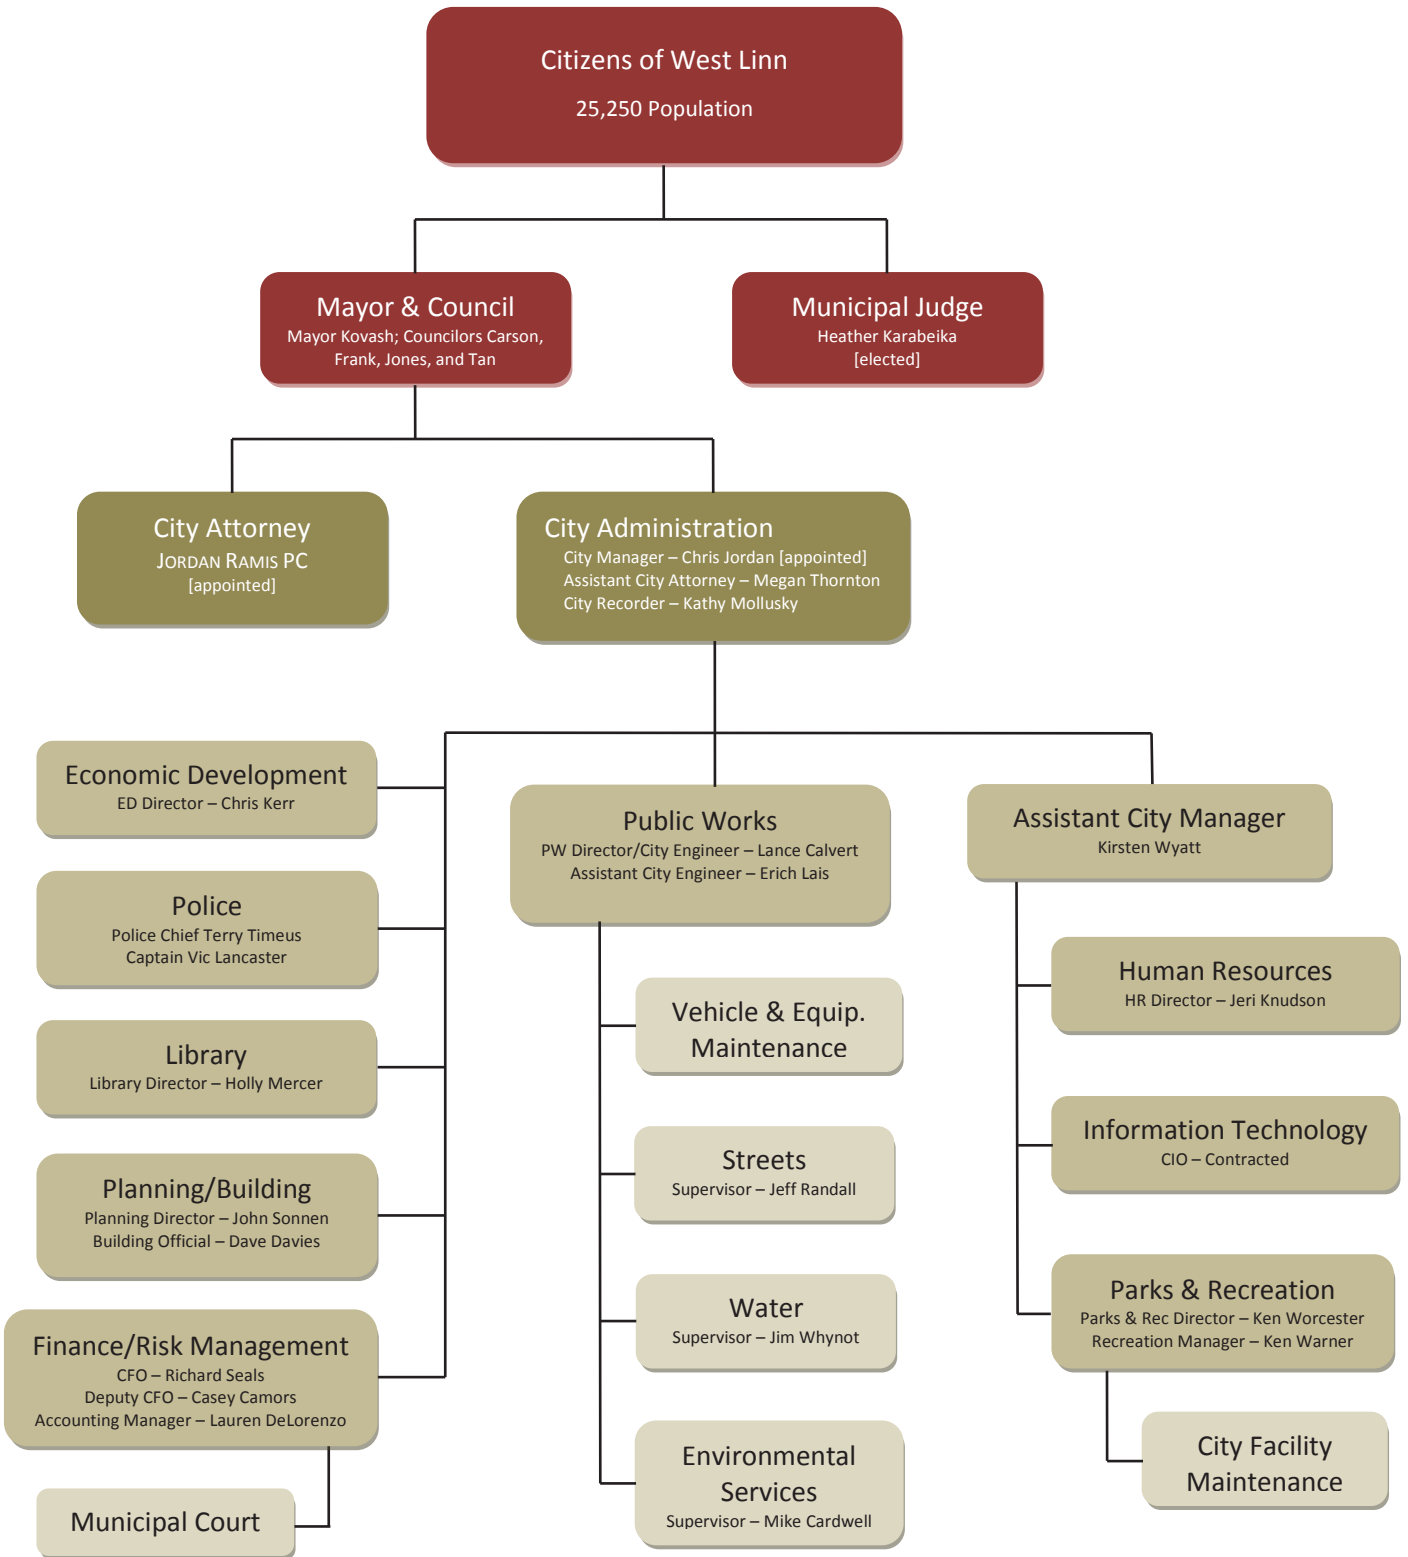 Citizens of West Linn
25,250 Population
Mayor & Council
Mayor Kovash; Councilors Carson,
Frank, Jones, and Tan
Municipal Judge
Heather Karabeika
[elected]
City Attorney
JORDAN RAMIS PC
[appointed]
City Administration
City Manager – Chris Jordan [appointed]
Assistant City Attorney – Megan Thornton
City Recorder – Kathy Mollusky
Economic Development
ED Director – Chris Kerr
Police
Police Chief Terry Timeus
Captain Vic Lancaster
Library
Library Director – Holly Mercer
Planning/Building
Planning Director – John Sonnen
Building Official – Dave Davies
Finance/Risk Management
CFO – Richard Seals
Deputy CFO – Casey Camors
Accounting Manager – Lauren DeLorenzo
Municipal Court
Public Works
PW Director/City Engineer – Lance Calvert
Assistant City Engineer – Erich Lais
Vehicle & Equip.
Maintenance
Streets
Supervisor – Jeff Randall
Water
Supervisor – Jim Whynot
Environmental
Services
Supervisor – Mike Cardwell
Assistant City Manager
Kirsten Wyatt
Human Resources
HR Director – Jeri Knudson
Information Technology
CIO – Contracted
Parks & Recreation
Parks & Rec Director – Ken Worcester
Recreation Manager – Ken Warner
City Facility
Maintenance